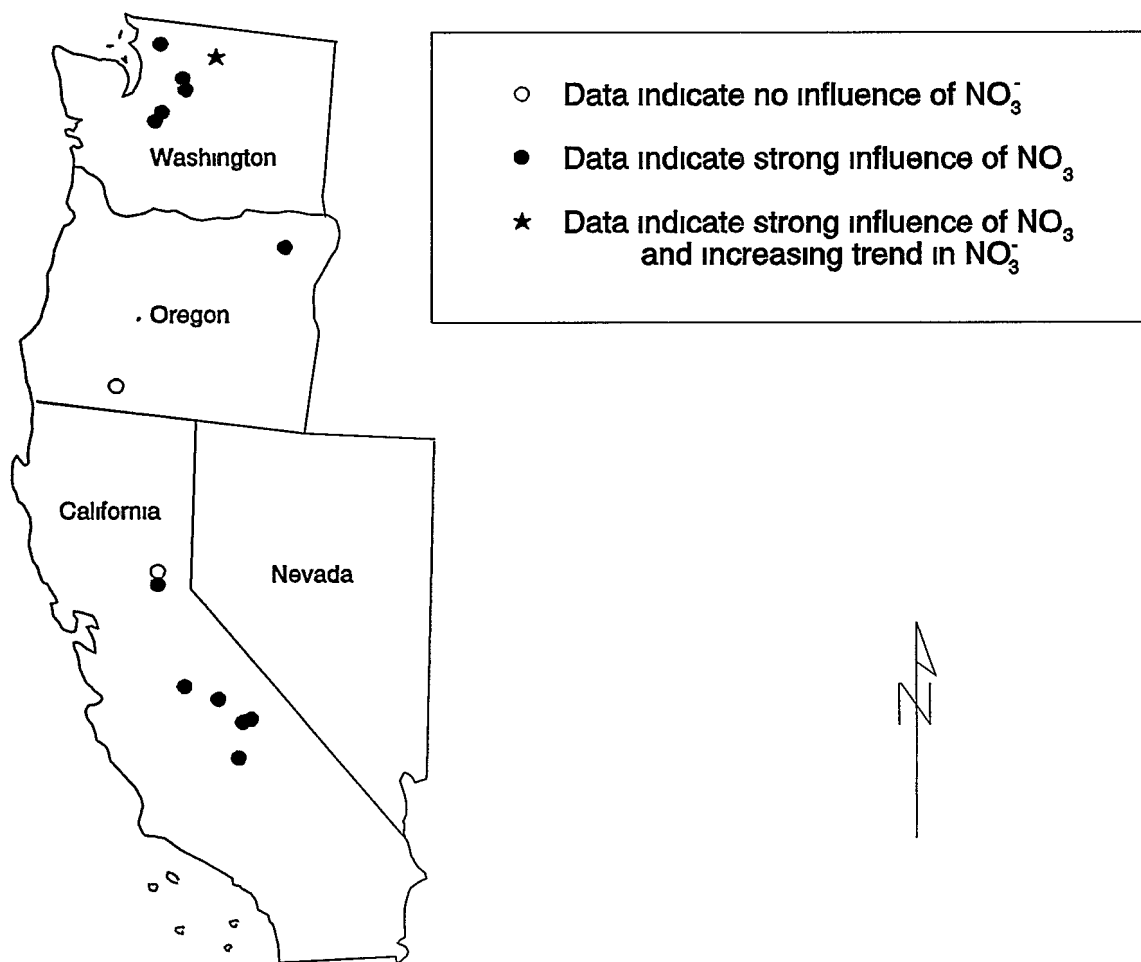 Data indicate no influence of NO₃⁻
Data indicate strong influence of NO₃
Data indicate strong influence of NO₃
and increasing trend in NO₃⁻
Washington
Oregon
California
Nevada
N